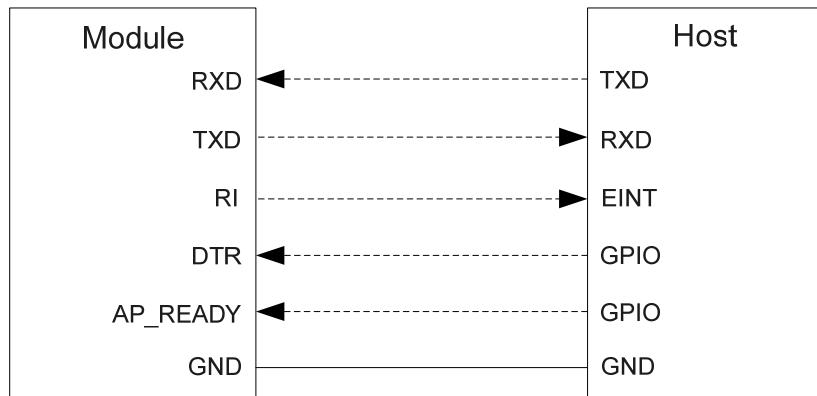 Module Host
RXD TXD
TXD RXD
RI EINT
DTR GPIO
AP_READY GPIO
GND GND